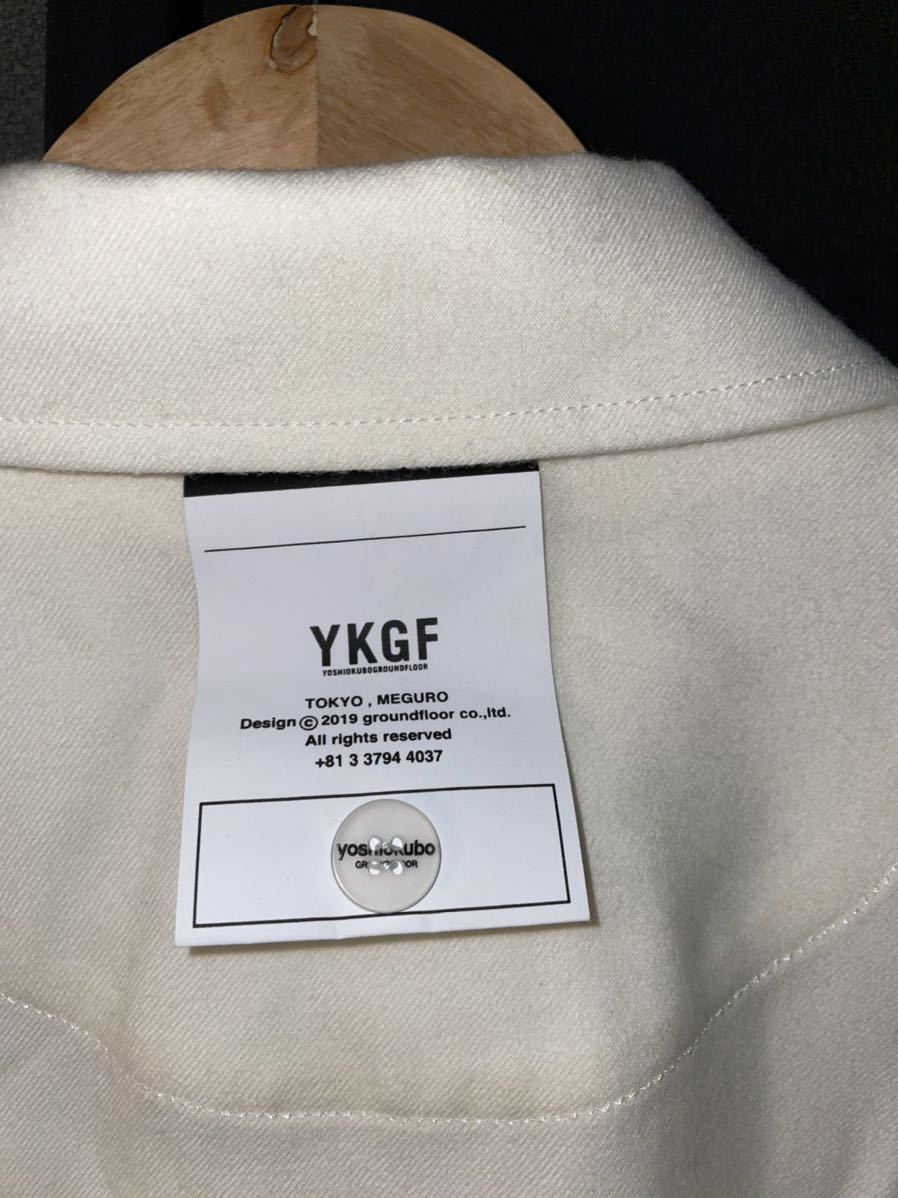 YKGF
YOSHIOKUBOGROUNDFLOOR
TOKYO , MEGURO
Design © 2019 groundfloor co.,ltd.
All rights reserved
+81 3 3794 4037
yoshiokubo